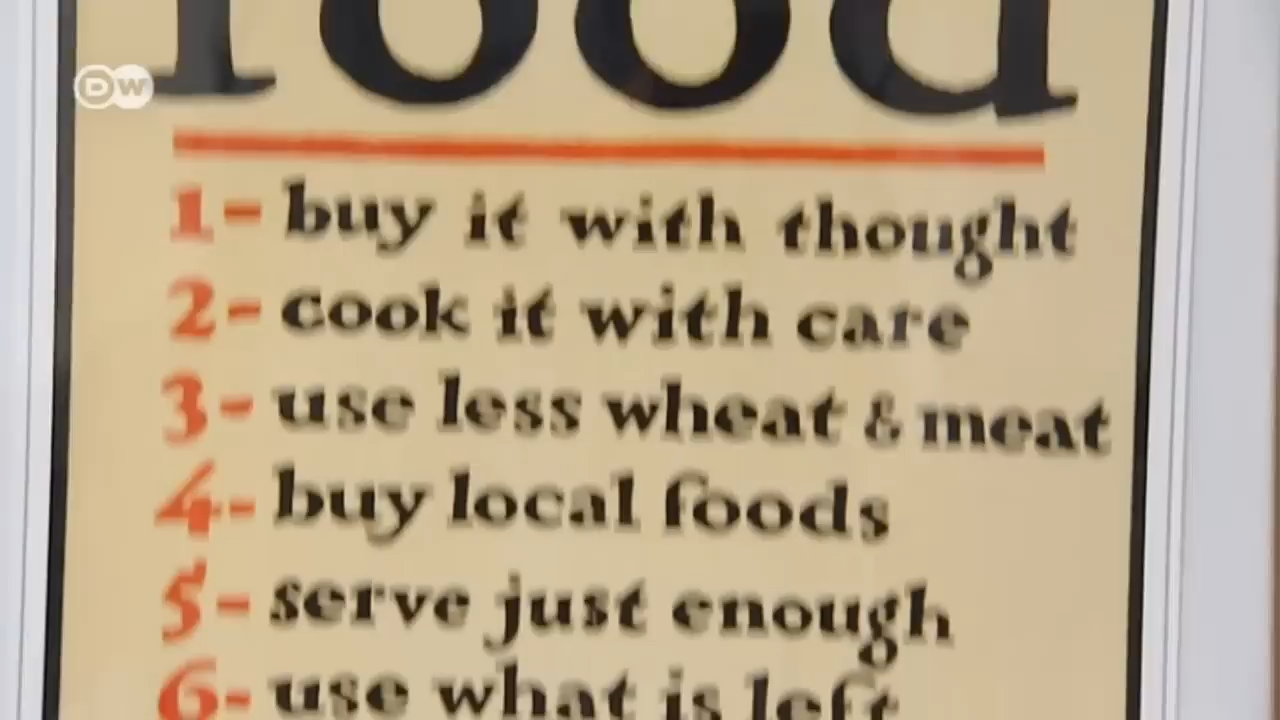 food
DW
1- buy it with thought
2- cook it with care
3- use less wheat & meat
4- buy local foods
5- serve just enough
6- use what is left